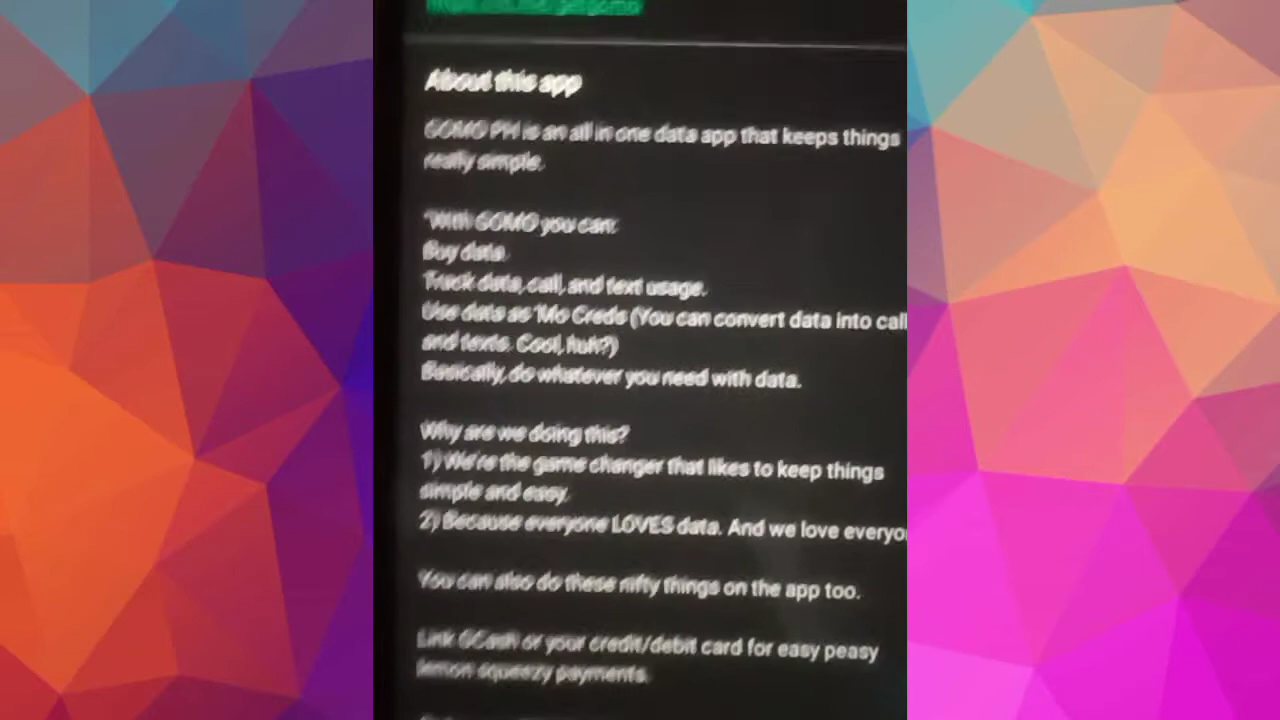 About this app
GOMO PH is an all in one data app that keeps things
really simple.
"With GOMO you can:
Buy data.
Track data, call, and text usage.
Use data as 'Mo Creds (You can convert data into call
and texts. Cool, huh?)
Basically, do whatever you need with data.
Why are we doing this?
1) We're the game changer that likes to keep things
simple and easy.
2) Because everyone LOVES data. And we love everyo
You can also do these nifty things on the app too.
Link GCash or your credit/debit card for easy peasy
lemon squeezy payments.